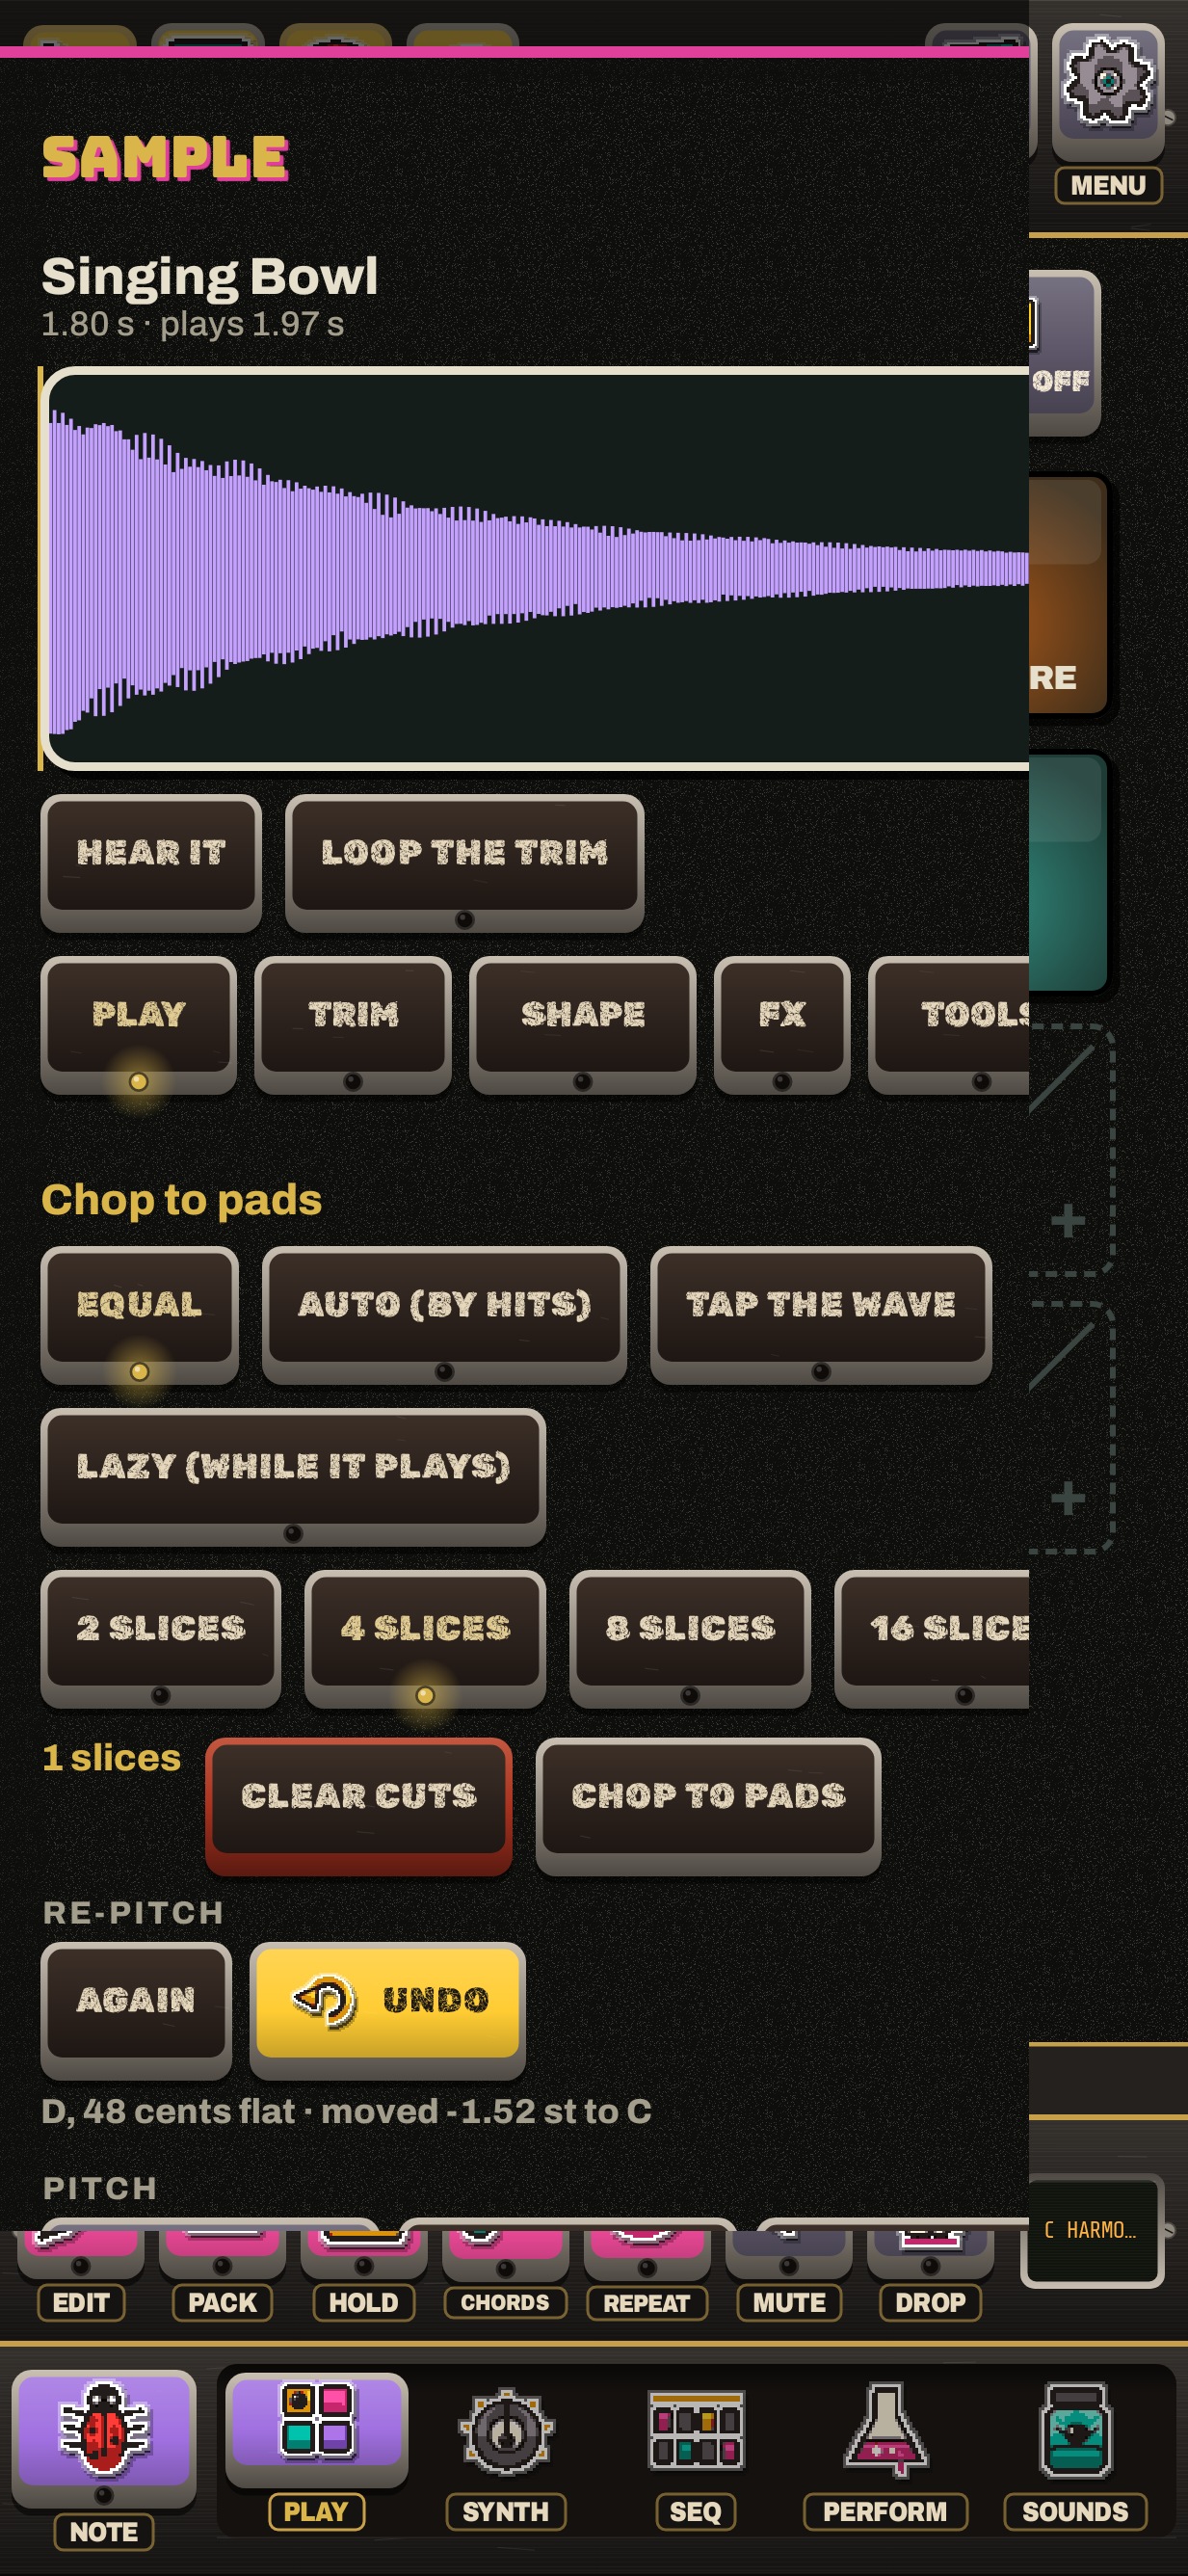 SAMPLE
MENU
Singing Bowl
1.80 s · plays 1.97 s
OFF
RE
HEAR IT
LOOP THE TRIM
PLAY
TRIM
SHAPE
FX
TOOLS
Chop to pads
EQUAL
AUTO (BY HITS)
TAP THE WAVE
LAZY (WHILE IT PLAYS)
2 SLICES
4 SLICES
8 SLICES
16 SLICE
1 slices
CLEAR CUTS
CHOP TO PADS
RE-PITCH
AGAIN
UNDO
D, 48 cents flat · moved -1.52 st to C
PITCH
C HARMO...
EDIT
PACK
HOLD
CHORDS
REPEAT
MUTE
DROP
NOTE
PLAY
SYNTH
SEQ
PERFORM
SOUNDS